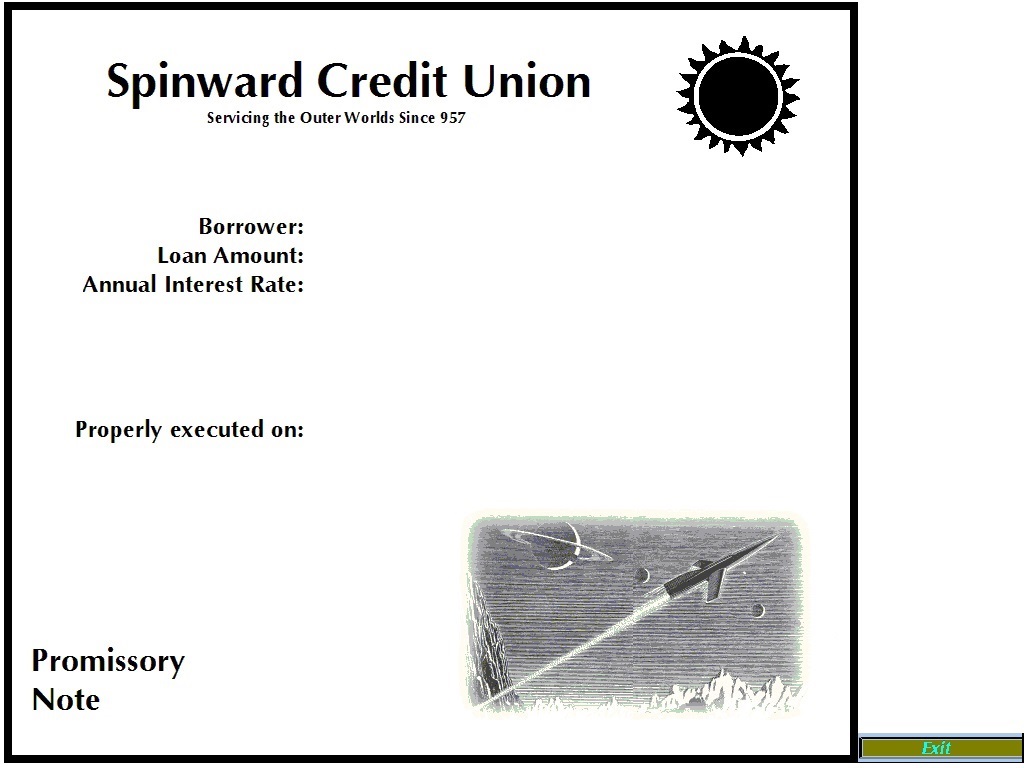 Spinward Credit Union
Servicing the Outer Worlds Since 957
Borrower:
Loan Amount:
Annual Interest Rate:
Properly executed on:
Promissory
Note
Exit